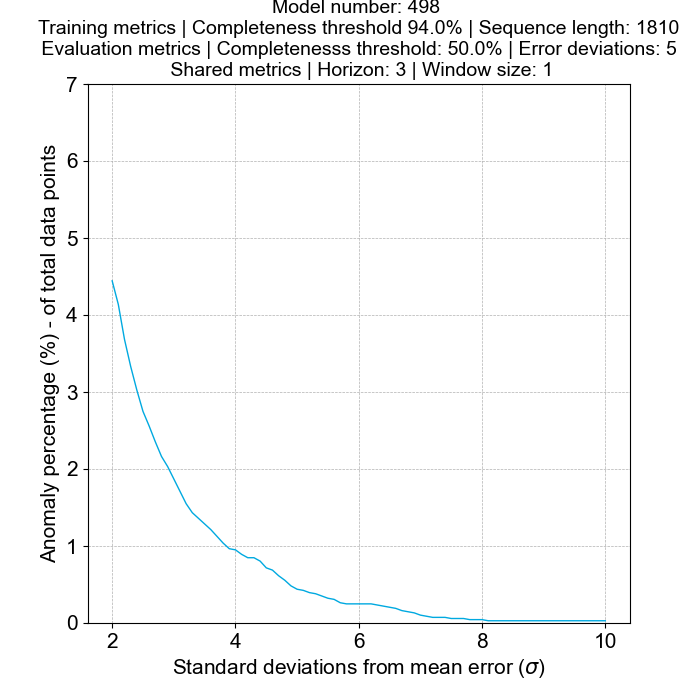 Model number: 498
Training metrics | Completeness threshold 94.0% | Sequence length: 1810
Evaluation metrics | Completenesss threshold: 50.0% | Error deviations: 5
Shared metrics | Horizon: 3 | Window size: 1
7
6
5
4
3
2
1
0
Anomaly percentage (%) - of total data points
2 4 6 8 10
Standard deviations from mean error (σ)